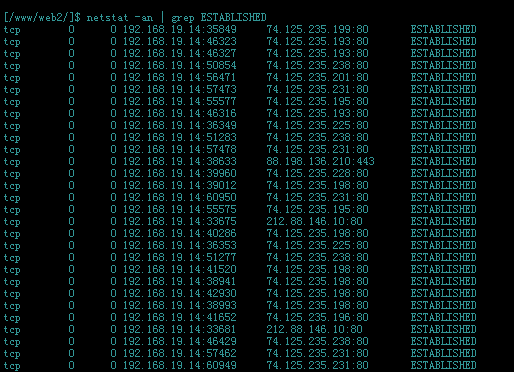 [/www/web2/]$ netstat -an | grep ESTABLISHED
tcp 0 0 192.168.19.14:35849 74.125.235.199:80 ESTABLISHED
tcp 0 0 192.168.19.14:46323 74.125.235.193:80 ESTABLISHED
tcp 0 0 192.168.19.14:46327 74.125.235.193:80 ESTABLISHED
tcp 0 0 192.168.19.14:50854 74.125.235.238:80 ESTABLISHED
tcp 0 0 192.168.19.14:56471 74.125.235.201:80 ESTABLISHED
tcp 0 0 192.168.19.14:57473 74.125.235.231:80 ESTABLISHED
tcp 0 0 192.168.19.14:55577 74.125.235.195:80 ESTABLISHED
tcp 0 0 192.168.19.14:46316 74.125.235.193:80 ESTABLISHED
tcp 0 0 192.168.19.14:36349 74.125.235.225:80 ESTABLISHED
tcp 0 0 192.168.19.14:51283 74.125.235.238:80 ESTABLISHED
tcp 0 0 192.168.19.14:57478 74.125.235.231:80 ESTABLISHED
tcp 0 0 192.168.19.14:38633 88.198.136.210:443 ESTABLISHED
tcp 0 0 192.168.19.14:39960 74.125.235.228:80 ESTABLISHED
tcp 0 0 192.168.19.14:39012 74.125.235.198:80 ESTABLISHED
tcp 0 0 192.168.19.14:60950 74.125.235.231:80 ESTABLISHED
tcp 0 0 192.168.19.14:55575 74.125.235.195:80 ESTABLISHED
tcp 0 0 192.168.19.14:33675 212.88.146.10:80 ESTABLISHED
tcp 0 0 192.168.19.14:40286 74.125.235.198:80 ESTABLISHED
tcp 0 0 192.168.19.14:36353 74.125.235.225:80 ESTABLISHED
tcp 0 0 192.168.19.14:51277 74.125.235.238:80 ESTABLISHED
tcp 0 0 192.168.19.14:41520 74.125.235.198:80 ESTABLISHED
tcp 0 0 192.168.19.14:38941 74.125.235.198:80 ESTABLISHED
tcp 0 0 192.168.19.14:42930 74.125.235.198:80 ESTABLISHED
tcp 0 0 192.168.19.14:38993 74.125.235.198:80 ESTABLISHED
tcp 0 0 192.168.19.14:41652 74.125.235.196:80 ESTABLISHED
tcp 0 0 192.168.19.14:33681 212.88.146.10:80 ESTABLISHED
tcp 0 0 192.168.19.14:46429 74.125.235.238:80 ESTABLISHED
tcp 0 0 192.168.19.14:57462 74.125.235.231:80 ESTABLISHED
tcp 0 0 192.168.19.14:60949 74.125.235.231:80 ESTABLISHED